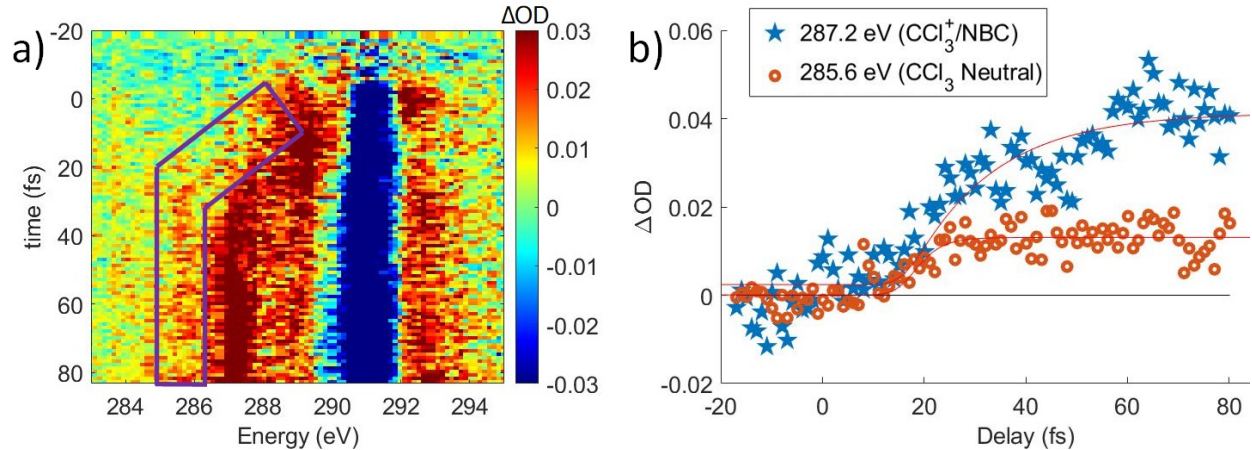 a)
ΔOD
-20
0
20
40
60
80
time (fs)
284 286 288 290 292 294
Energy (eV)
0.03
0.02
0.01
0
-0.01
-0.02
-0.03
b)
287.2 eV (CCl₃⁺/NBC)
285.6 eV (CCl₃ Neutral)
0.06
0.04
0.02
0
-0.02
ΔOD
-20 0 20 40 60 80
Delay (fs)